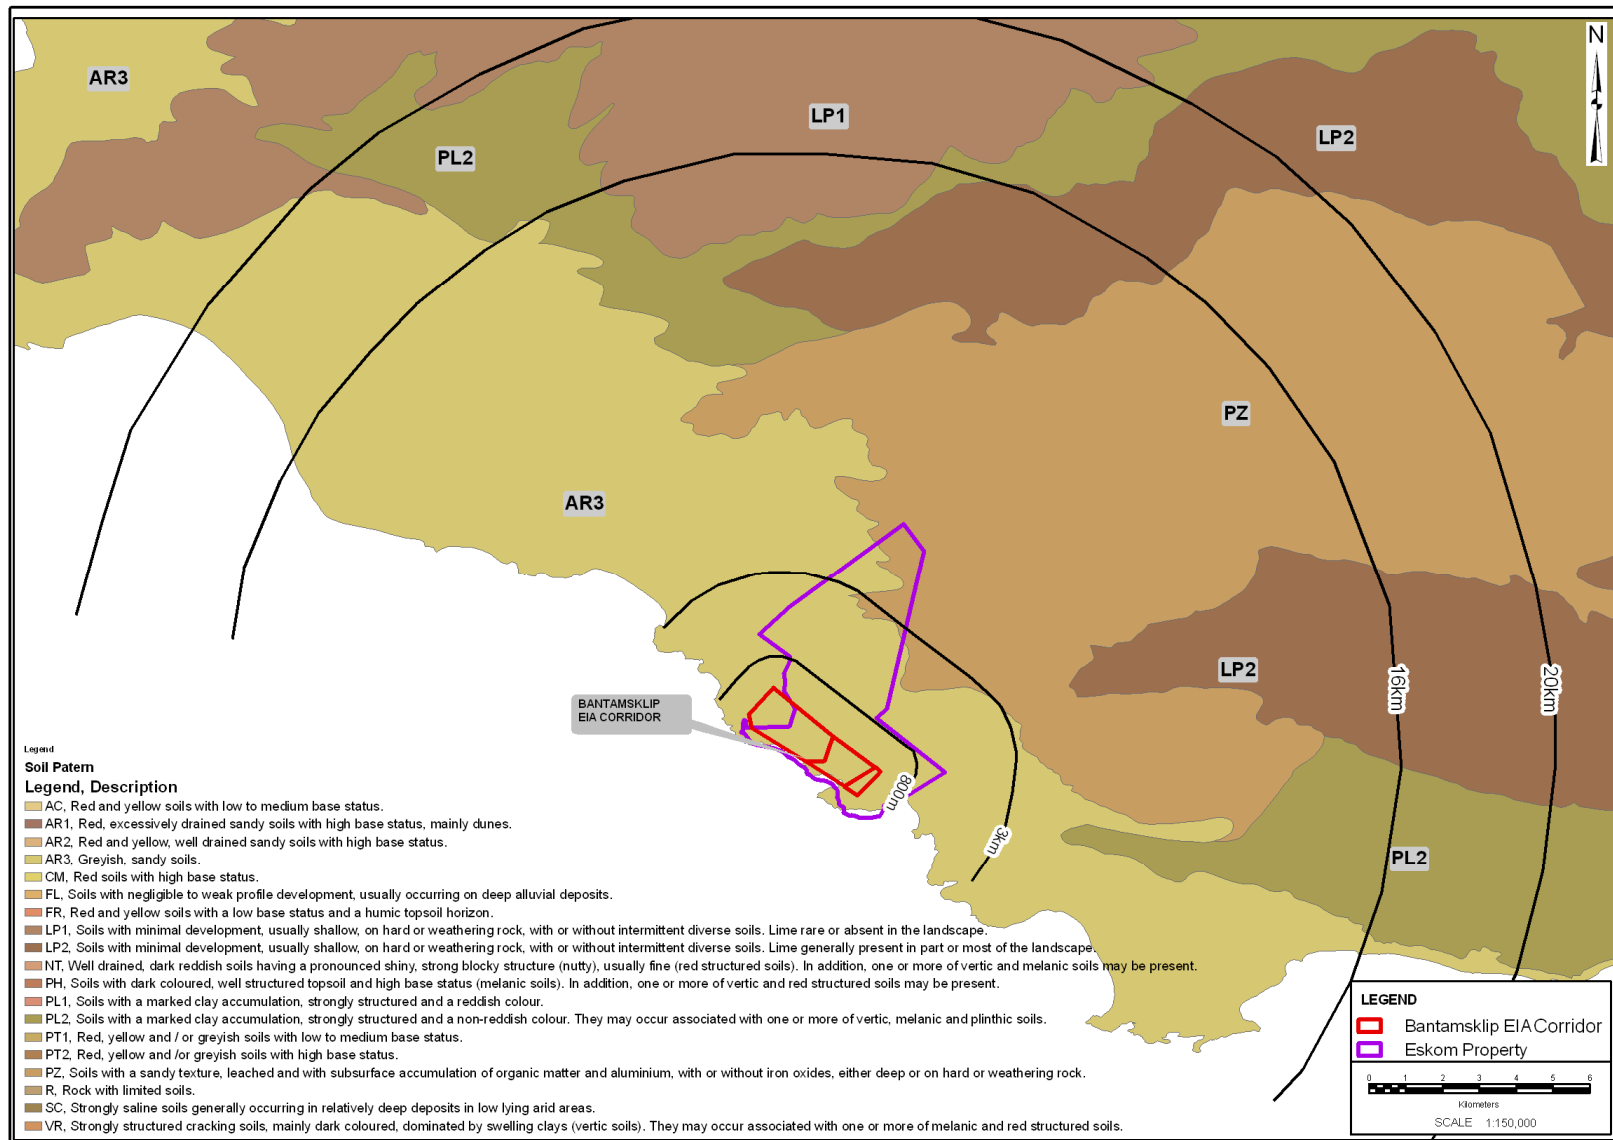 N
AR3
LP1
LP2
PL2
PZ
AR3
LP2
16km
20km
BANTAMSKLIP
EIA CORRIDOR
800m
3km
PL2
Legend
Soil Patern
Legend, Description
AC, Red and yellow soils with low to medium base status.
AR1, Red, excessively drained sandy soils with high base status, mainly dunes.
AR2, Red and yellow, well drained sandy soils with high base status.
AR3, Greyish, sandy soils.
CM, Red soils with high base status.
FL, Soils with negligible to weak profile development, usually occurring on deep alluvial deposits.
FR, Red and yellow soils with a low base status and a humic topsoil horizon.
LP1, Soils with minimal development, usually shallow, on hard or weathering rock, with or without intermittent diverse soils. Lime rare or absent in the landscape.
LP2, Soils with minimal development, usually shallow, on hard or weathering rock, with or without intermittent diverse soils. Lime generally present in part or most of the landscape.
NT, Well drained, dark reddish soils having a pronounced shiny, strong blocky structure (nutty), usually fine (red structured soils). In addition, one or more of vertic and melanic soils may be present.
PH, Soils with dark coloured, well structured topsoil and high base status (melanic soils). In addition, one or more of vertic and red structured soils may be present.
PL1, Soils with a marked clay accumulation, strongly structured and a reddish colour.
PL2, Soils with a marked clay accumulation, strongly structured and a non-reddish colour. They may occur associated with one or more of vertic, melanic and plinthic soils.
PT1, Red, yellow and / or greyish soils with low to medium base status.
PT2, Red, yellow and /or greyish soils with high base status.
PZ, Soils with a sandy texture, leached and with subsurface accumulation of organic matter and aluminium, with or without iron oxides, either deep or on hard or weathering rock.
R, Rock with limited soils.
SC, Strongly saline soils generally occurring in relatively deep deposits in low lying arid areas.
VR, Strongly structured cracking soils, mainly dark coloured, dominated by swelling clays (vertic soils). They may occur associated with one or more of melanic and red structured soils.
LEGEND
Bantamsklip EIA Corridor
Eskom Property
0 1 2 3 4 5 6
Kilometers
SCALE 1:150,000